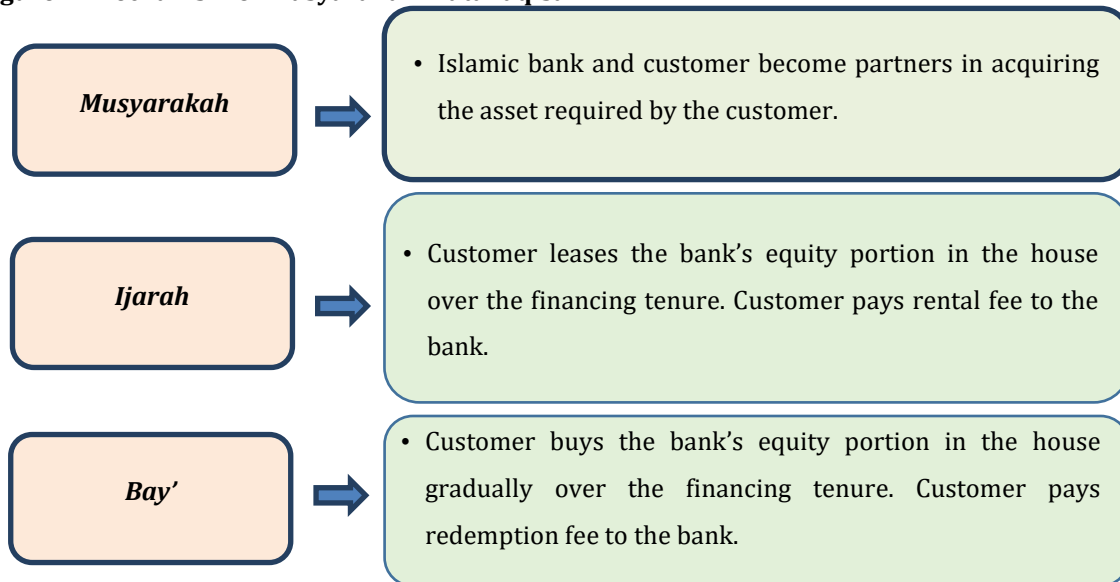 Musyarakah
• Islamic bank and customer become partners in acquiring
the asset required by the customer.
Ijarah
• Customer leases the bank’s equity portion in the house
over the financing tenure. Customer pays rental fee to the
bank.
Bay’
• Customer buys the bank’s equity portion in the house
gradually over the financing tenure. Customer pays
redemption fee to the bank.